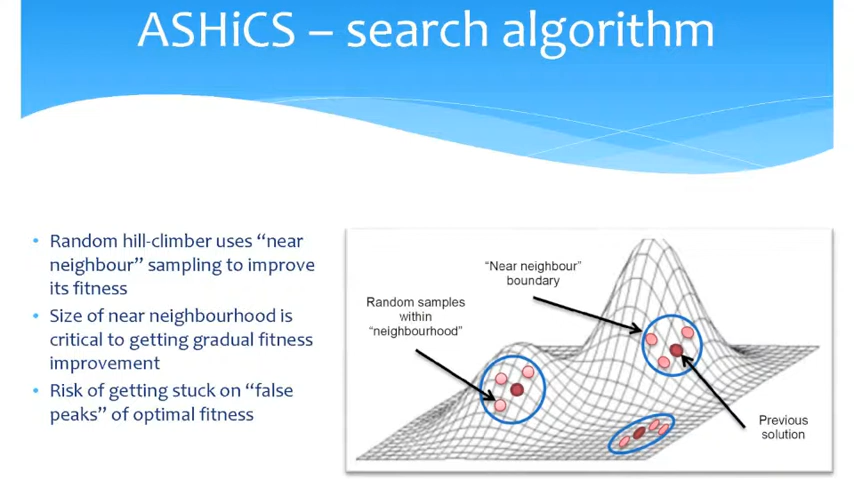 ASHiCS – search algorithm
• Random hill-climber uses “near
neighbour” sampling to improve
its fitness
• Size of near neighbourhood is
critical to getting gradual fitness
improvement
• Risk of getting stuck on “false
peaks” of optimal fitness
“Near neighbour”
boundary
Random samples
within
“neighbourhood”
Previous
solution